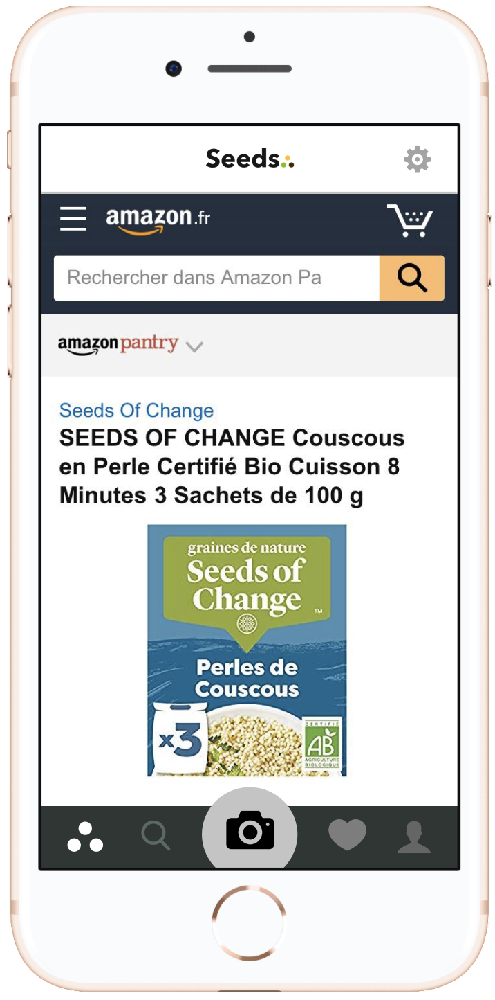 Seeds
amazon.fr
Rechercher dans Amazon Pa
amazonpantry
Seeds Of Change
SEEDS OF CHANGE Couscous
en Perle Certifié Bio Cuisson 8
Minutes 3 Sachets de 100 g
graines de nature
Seeds of
Change
™
Perles de
Couscous
x3
CERTIFIÉ
AB
AGRICULTURE
BIOLOGIQUE